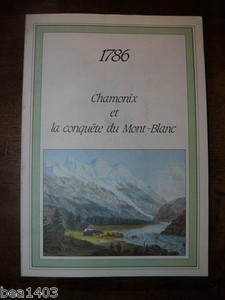 1786
Chamonix
et
la conquête du Mont-Blanc
bea1403